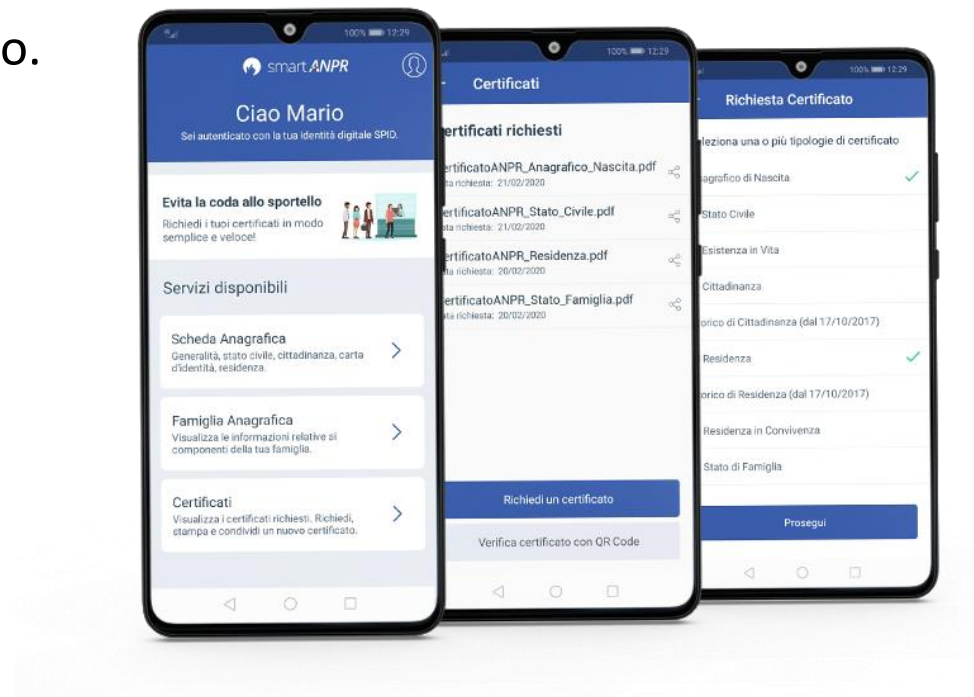 o.
100% 12:29
smart ANPR
Ciao Mario
Sei autenticato con la tua identità digitale SPID.
Evita la coda allo sportello
Richiedi i tuoi certificati in modo
semplice e veloce!
Servizi disponibili
Scheda Anagrafica
Generalità, stato civile, cittadinanza, carta
d'identità, residenza.
Famiglia Anagrafica
Visualizza le informazioni relative ai
componenti della tua famiglia.
Certificati
Visualizza i certificati richiesti. Richiedi,
stampa e condividi un nuovo certificato.
100% 12:29
Certificati
ertificati richiesti
ertificatoANPR_Anagrafico_Nascita.pdf
ta richiesta: 21/02/2020
ertificatoANPR_Stato_Civile.pdf
ata richiesta: 21/02/2020
ertificatoANPR_Residenza.pdf
ta richiesta: 20/02/2020
ertificatoANPR_Stato_Famiglia.pdf
ata richiesta: 20/02/2020
Richiedi un certificato
Verifica certificato con QR Code
100% 12:29
Richiesta Certificato
leziona una o più tipologie di certificato
agrafico di Nascita
Stato Civile
Esistenza in Vita
Cittadinanza
orico di Cittadinanza (dal 17/10/2017)
Residenza
orico di Residenza (dal 17/10/2017)
Residenza in Convivenza
Stato di Famiglia
Prosegui